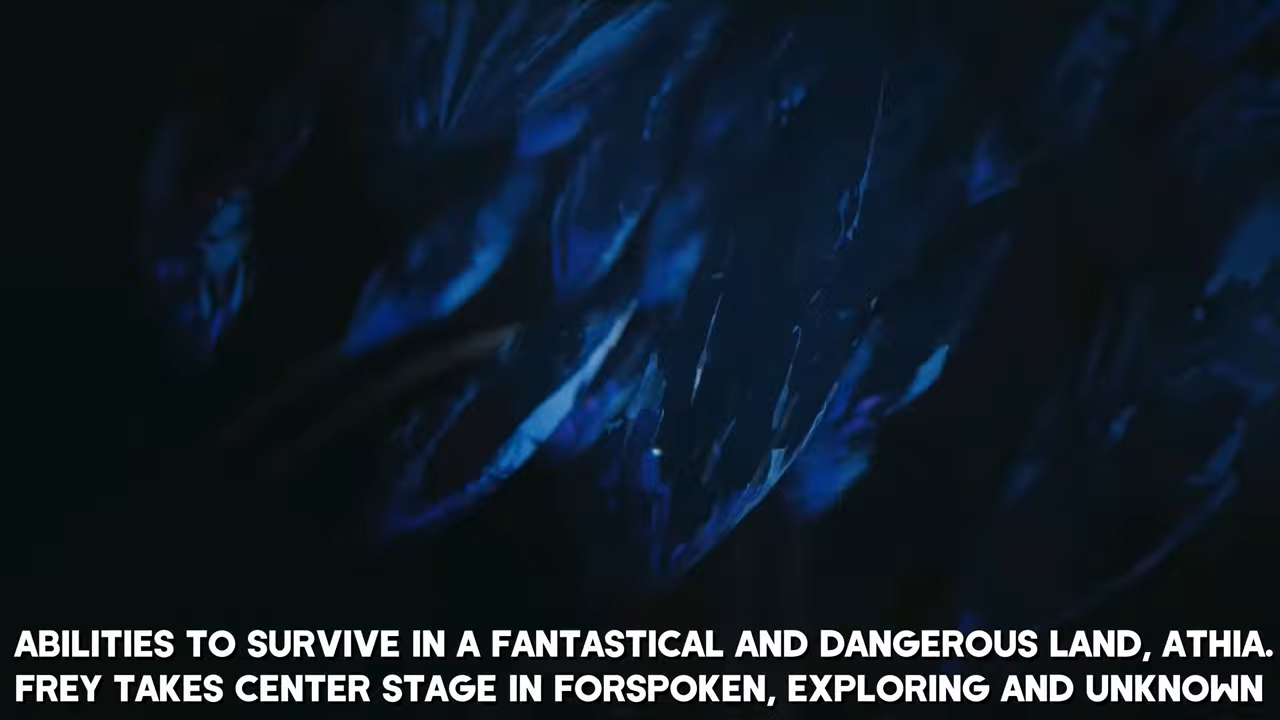 ABILITIES TO SURVIVE IN A FANTASTICAL AND DANGEROUS LAND, ATHIA.
FREY TAKES CENTER STAGE IN FORSPOKEN, EXPLORING AND UNKNOWN